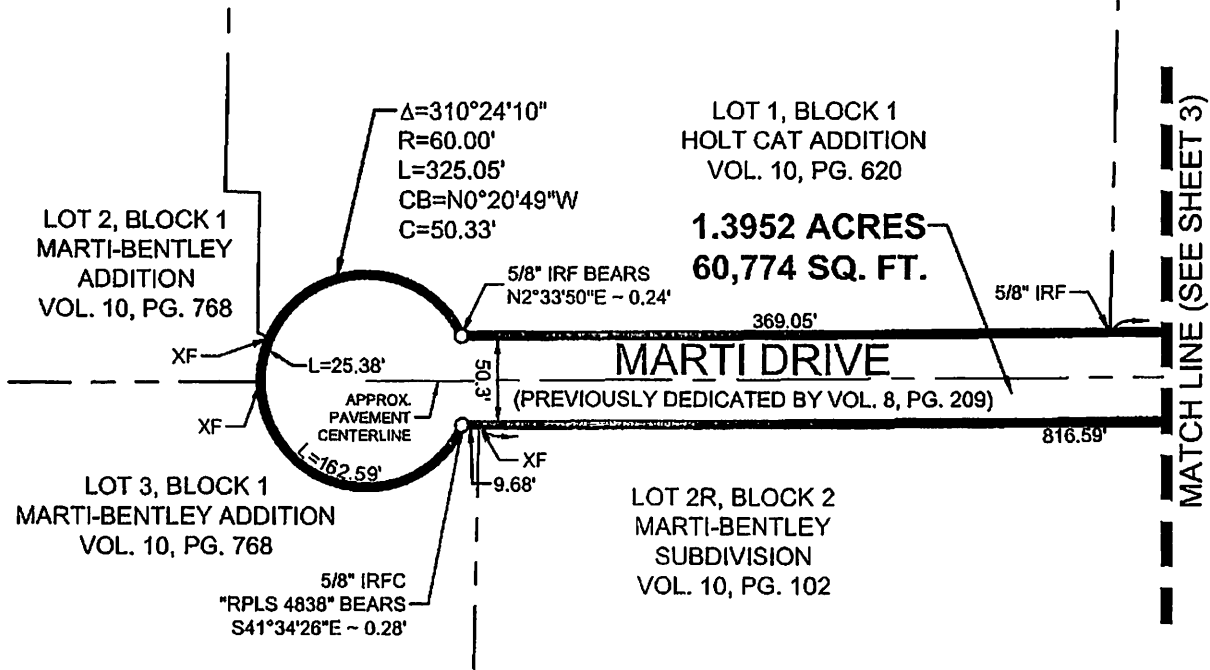 Δ=310°24'10"
R=60.00'
L=325.05'
CB=N0°20'49"W
C=50.33'
LOT 1, BLOCK 1
HOLT CAT ADDITION
VOL. 10, PG. 620
1.3952 ACRES
60,774 SQ. FT.
LOT 2, BLOCK 1
MARTI-BENTLEY
ADDITION
VOL. 10, PG. 768
5/8" IRF BEARS
N2°33'50"E ~ 0.24'
5/8" IRF
369.05'
MATCH LINE (SEE SHEET 3)
XF
L=25.38'
50.3'
MARTI DRIVE
(PREVIOUSLY DEDICATED BY VOL. 8, PG. 209)
APPROX.
PAVEMENT
CENTERLINE
XF
L=162.59'
XF
9.68'
816.59'
LOT 3, BLOCK 1
MARTI-BENTLEY ADDITION
VOL. 10, PG. 768
LOT 2R, BLOCK 2
MARTI-BENTLEY
SUBDIVISION
VOL. 10, PG. 102
5/8" IRFC
"RPLS 4838" BEARS
S41°34'26"E ~ 0.28'